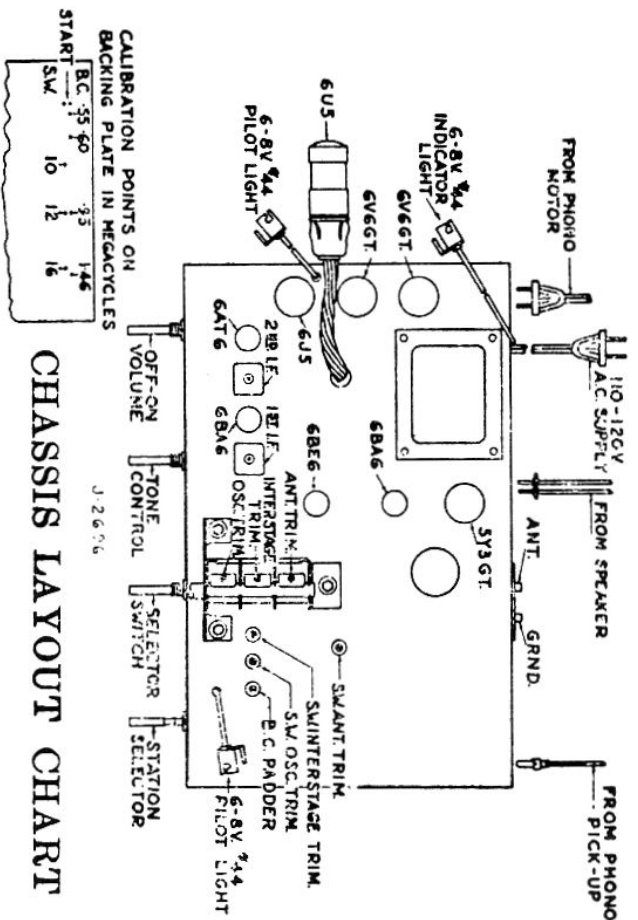 FROM PHONO
MOTOR
110-120V
A.C. SUPPLY
FROM SPEAKER
ANT.
GRND.
FROM PHONO
PICK-UP
6-8V. #44
INDICATOR
LIGHT
6V6GT.
6V6GT.
6U5
6-8V. #44
PILOT LIGHT
6U5
5Y3GT.
6BA6
6BE6
2ND I.F.
6AT6
1ST I.F.
6BA6
ANT. TRIM.
INTERSTAGE
TRIM.
OSC. TRIM.
S.W. ANT. TRIM.
S.W. INTERSTAGE TRIM.
S.W. OSC. TRIM.
B.C. PADDER
6-8V. #44
PILOT LIGHT
OFF-ON
VOLUME
TONE
CONTROL
SELECTOR
SWITCH
STATION
SELECTOR
CALIBRATION POINTS ON
BACKING PLATE IN MEGACYCLES
B.C. .55 .60 1.46
START
S.W. 10 12 16
CHASSIS LAYOUT CHART